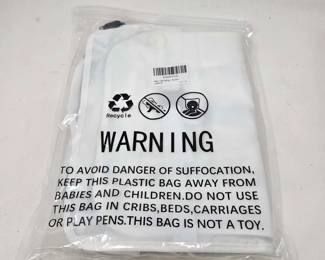 Recycle
WARNING
TO AVOID DANGER OF SUFFOCATION,
KEEP THIS PLASTIC BAG AWAY FROM
BABIES AND CHILDREN.DO NOT USE
THIS BAG IN CRIBS,BEDS,CARRIAGES
OR PLAY PENS.THIS BAG IS NOT A TOY.